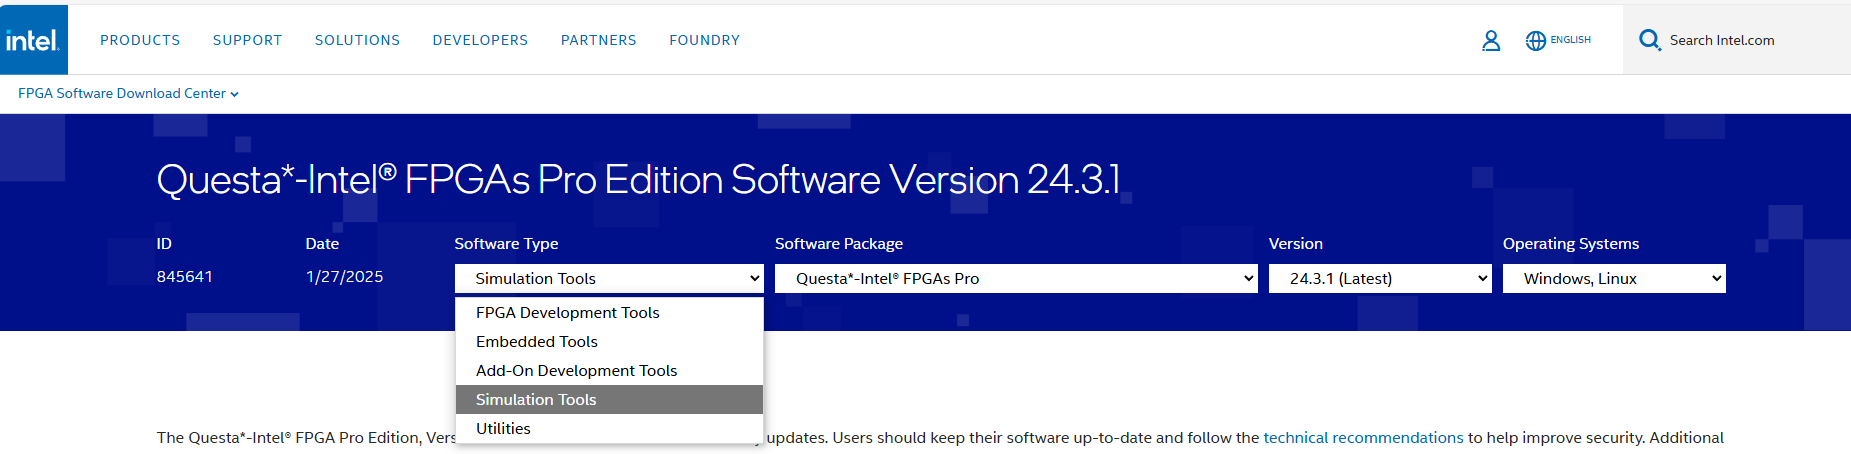 intel.
PRODUCTS SUPPORT SOLUTIONS DEVELOPERS PARTNERS FOUNDRY ENGLISH Search Intel.com
FPGA Software Download Center
Questa*-Intel® FPGAs Pro Edition Software Version 24.3.1
ID Date Software Type Software Package Version Operating Systems
845641 1/27/2025 Simulation Tools Questa*-Intel® FPGAs Pro 24.3.1 (Latest) Windows, Linux
FPGA Development Tools
Embedded Tools
Add-On Development Tools
Simulation Tools
Utilities
The Questa*-Intel® FPGA Pro Edition, updates. Users should keep their software up-to-date and follow the technical recommendations to help improve security. Additional